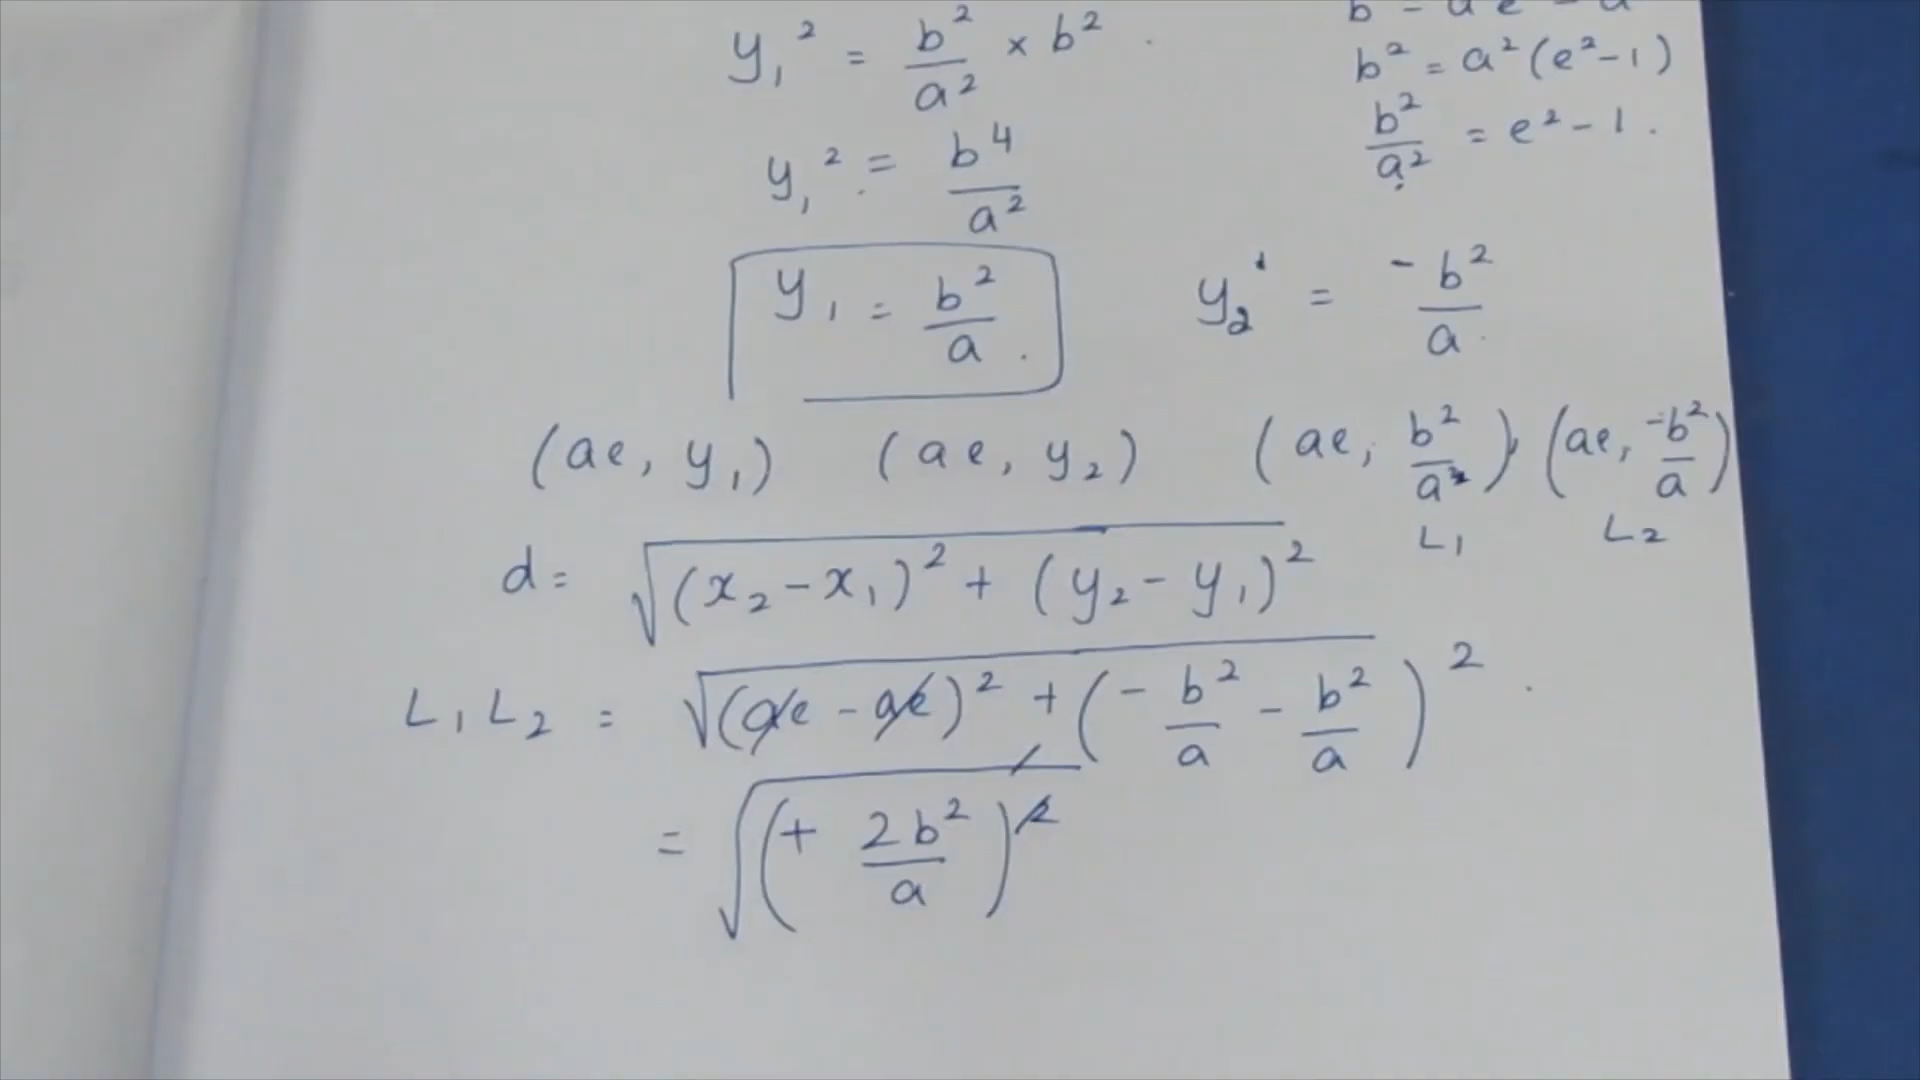 y₁² = b²/a² × b².
b² = a²(e²-1)
b²/a² = e²-1.
y₁² = b⁴/a²
y₁ = b²/a.
y₂ = -b²/a.
(ae, y₁) (ae, y₂) (ae, b²/a), (ae, -b²/a)
L₁ L₂
d = √(x₂-x₁)² + (y₂-y₁)²
L₁L₂ = √(ae-ae)² + (-b²/a - b²/a)².
= √(+ 2b²/a)²